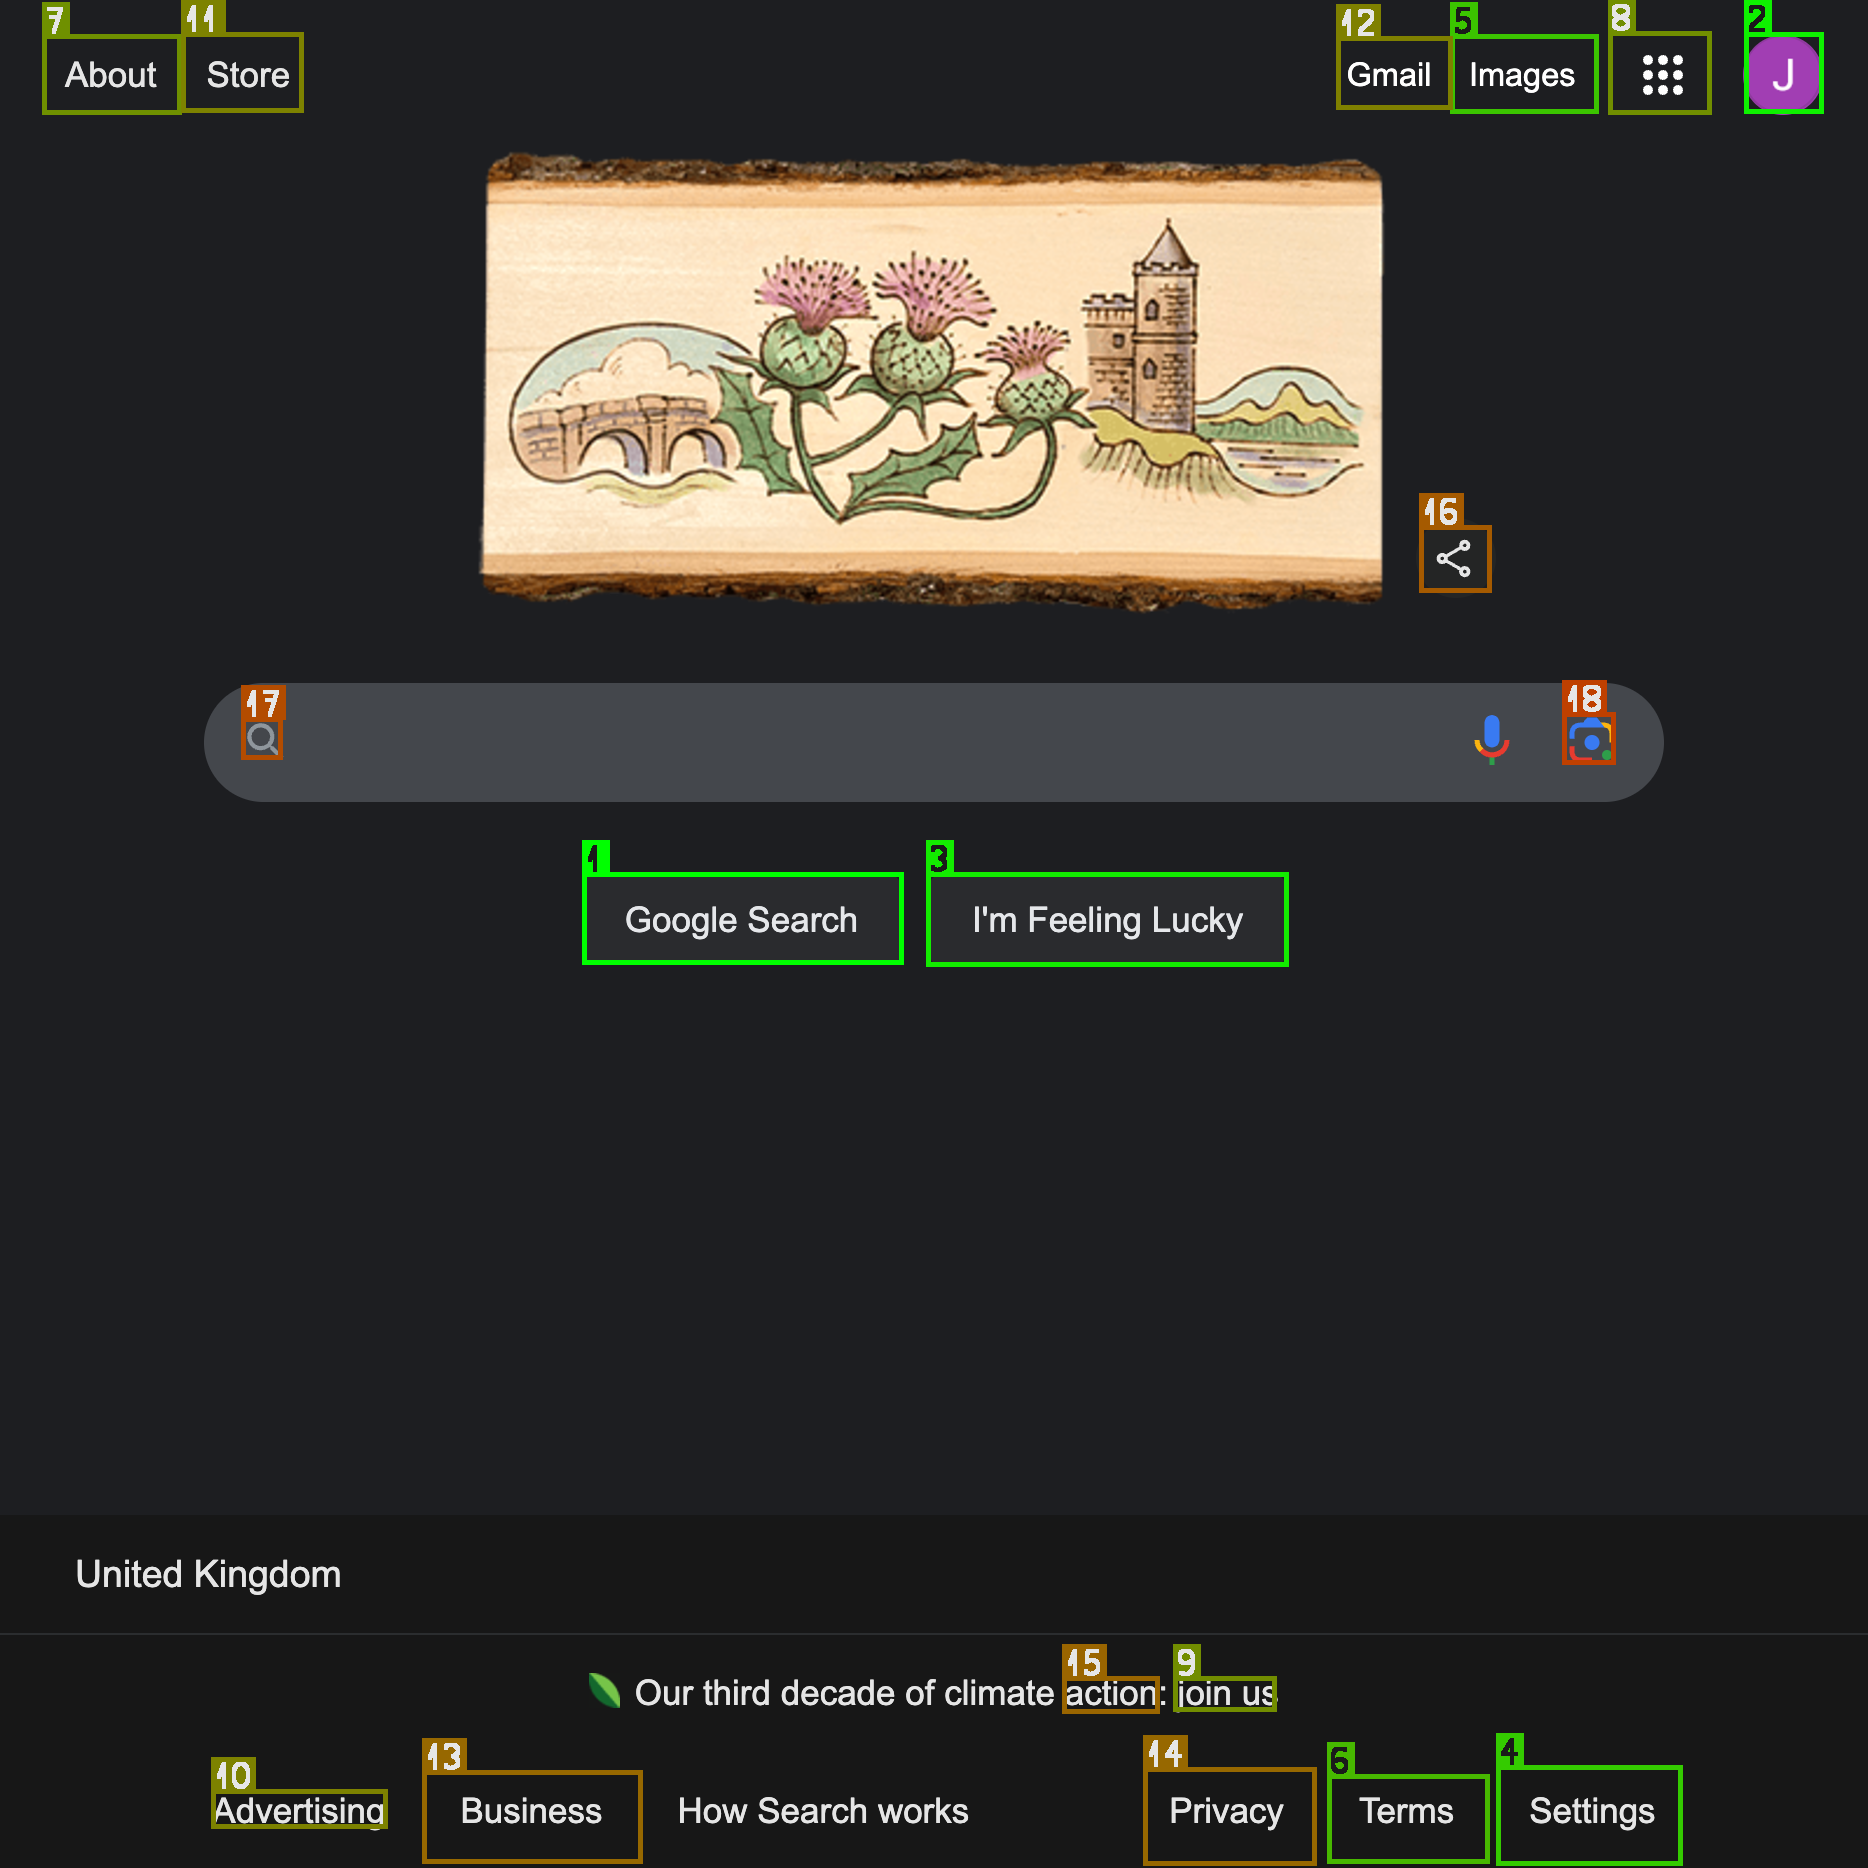 7 11 12 5 8 2
About Store Gmail Images J
16
17 18
1 3
Google Search I'm Feeling Lucky
United Kingdom
15 9
Our third decade of climate action: join us
10 13 14 6 4
Advertising Business How Search works Privacy Terms Settings